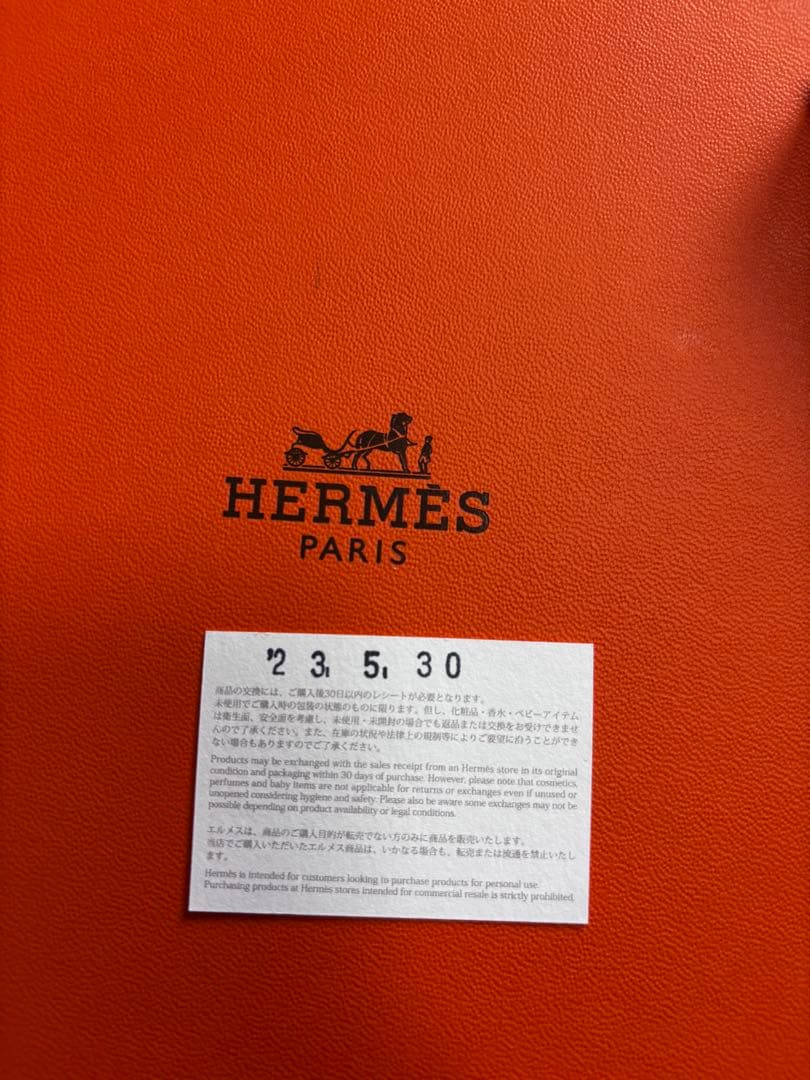 HERMÈS
PARIS
'23. 5. 30
商品の交換には、ご購入後30日以内のレシートが必要となります。
未使用でご購入時の包装の状態のものに限ります。但し、化粧品・香水・ベビーアイテム
は衛生面、安全面を考慮し、未使用・未開封の場合でも返品または交換をお受けできませ
んのでご了承ください。また、在庫の状況や法律上の規制等によりご要望に沿うことができ
ない場合もありますのでご了承ください。
Products may be exchanged with the sales receipt from an Hermès store in its original
condition and packaging within 30 days of purchase. However, please note that cosmetics,
perfumes and baby items are not applicable for returns or exchanges even if unused or
unopened considering hygiene and safety. Please also be aware some exchanges may not be
possible depending on product availability or legal conditions.
エルメスは、商品のご購入目的が転売でない方のみに商品を販売いたします。
当店でご購入いただいたエルメス商品は、いかなる場合も、転売または流通を禁止いたし
ます。
Hermès is intended for customers looking to purchase products for personal use.
Purchasing products at Hermès stores intended for commercial resale is strictly prohibited.